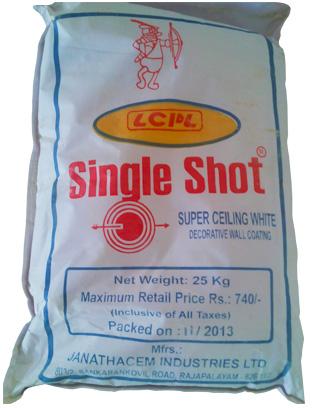 LCPL
Single Shot ®
SUPER CEILING WHITE
DECORATIVE WALL COATING
Net Weight: 25 Kg
Maximum Retail Price Rs.: 740/-
(Inclusive of All Taxes)
Packed on : 11/ 2013
Mfrs.:
JANATHACEM INDUSTRIES LTD
SANKARANKOVIL ROAD, RAJAPALAYAM -